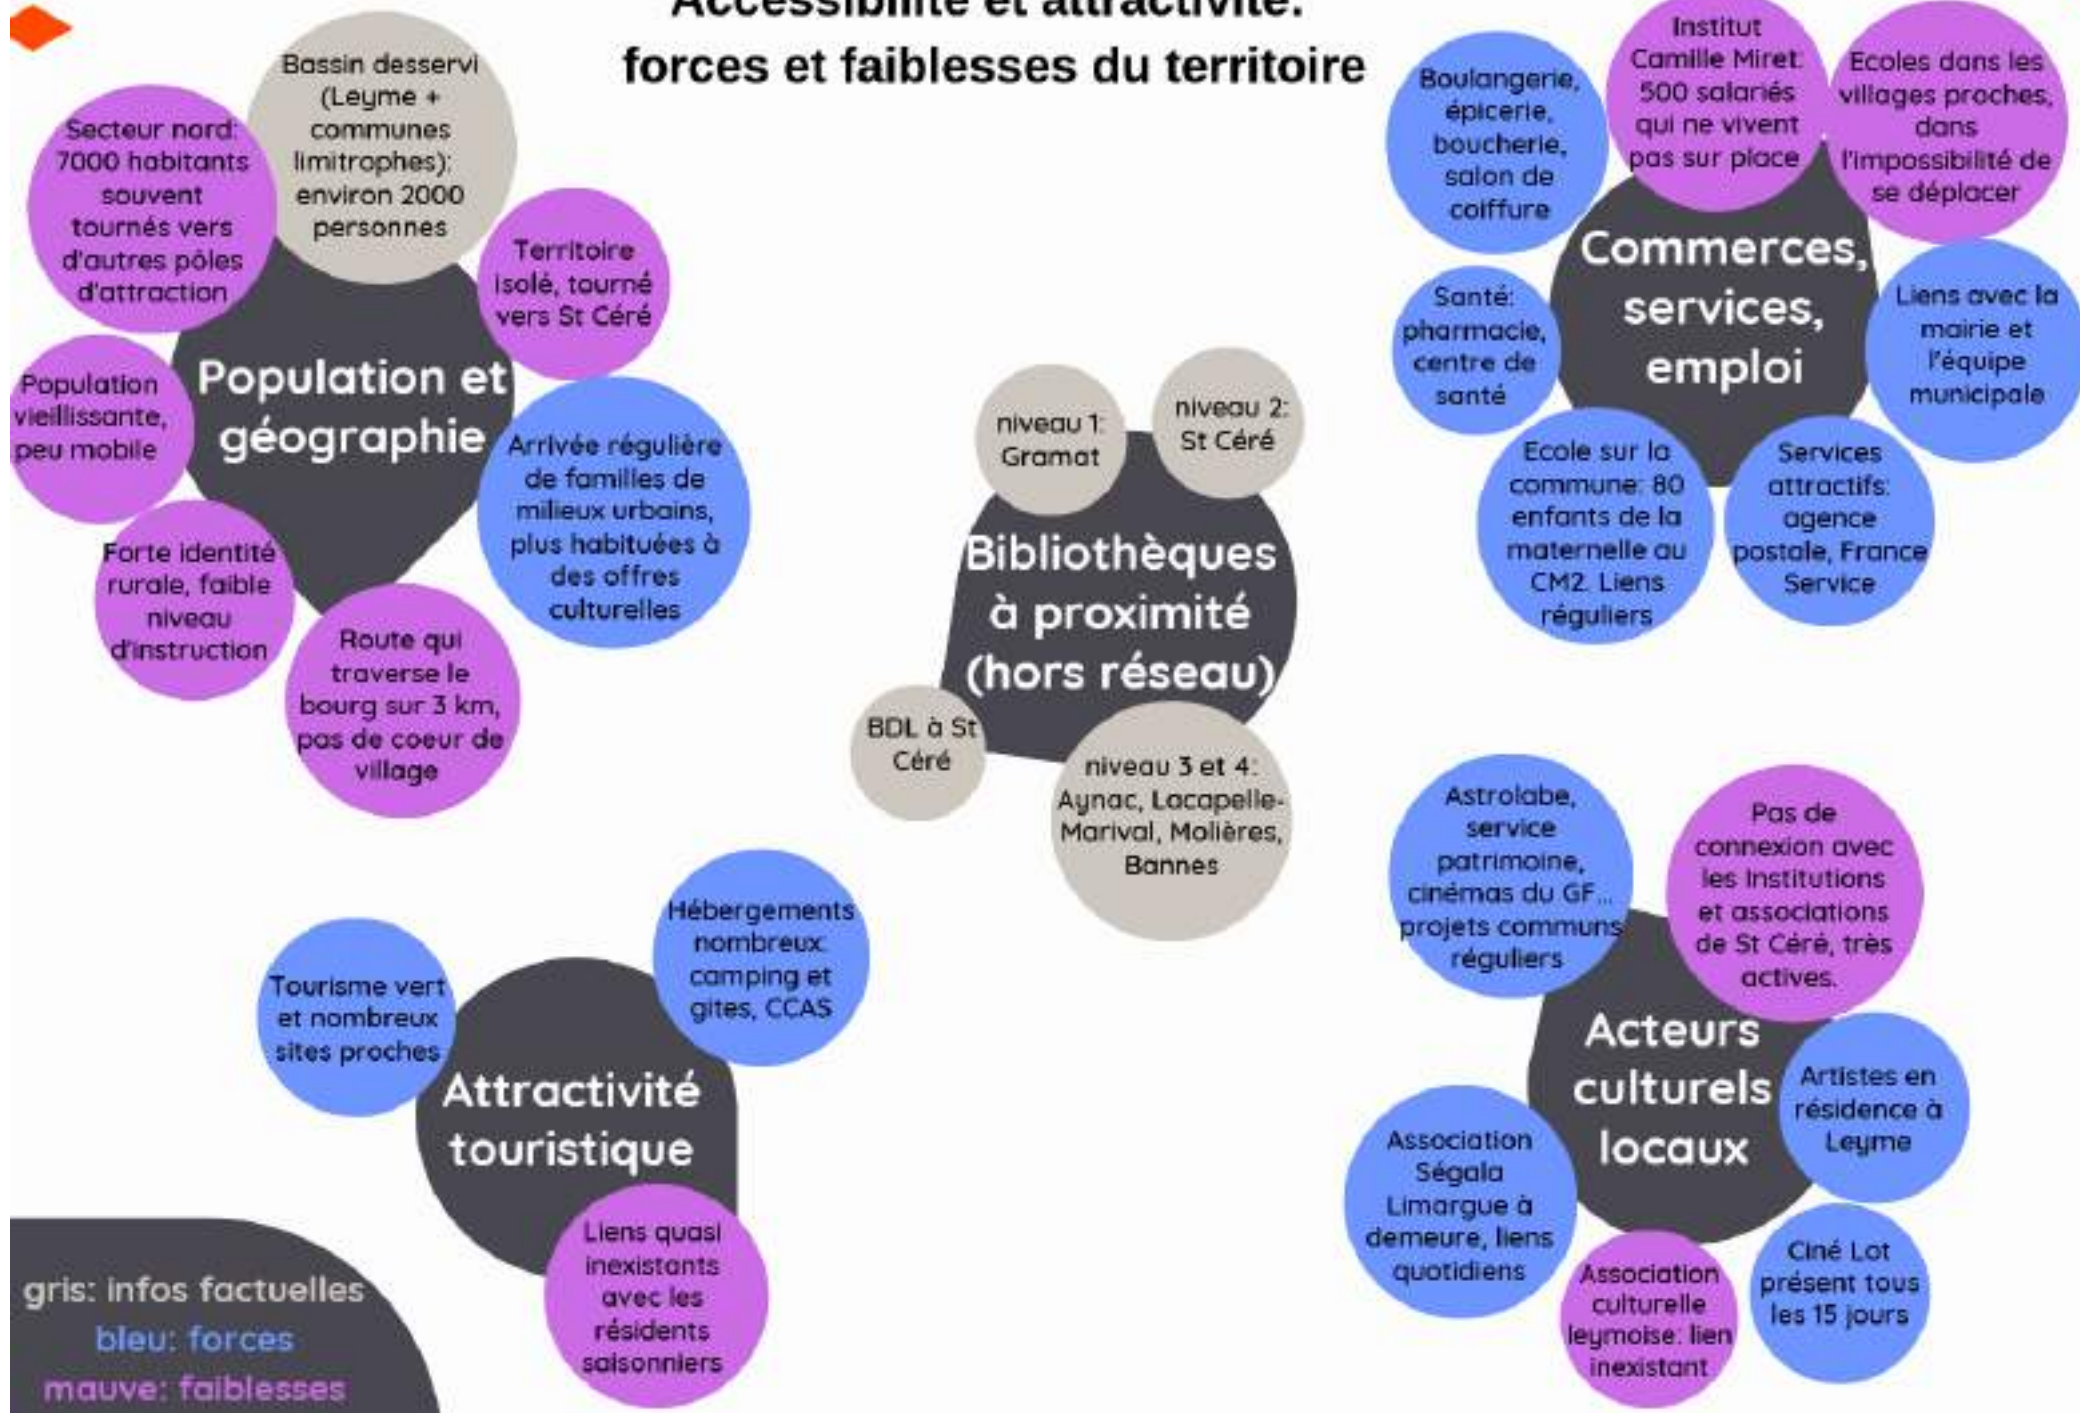 Accessibilité et attractivité:
forces et faiblesses du territoire
Secteur nord:
7000 habitants
souvent
tournés vers
d'autres pôles
d'attraction
Bassin desservi
(Leyme +
communes
limitrophes):
environ 2000
personnes
Territoire
isolé, tourné
vers St Céré
Population
vieillissante,
peu mobile
Population et
géographie
Arrivée régulière
de familles de
milieux urbains,
plus habituées à
des offres
culturelles
Forte identité
rurale, faible
niveau
d'instruction
Route qui
traverse le
bourg sur 3 km,
pas de coeur de
village
niveau 1:
Gramat
niveau 2:
St Céré
Bibliothèques
à proximité
(hors réseau)
BDL à St
Céré
niveau 3 et 4:
Aynac, Lacapelle-
Marival, Molières,
Bannes
Boulangerie,
épicerie,
boucherie,
salon de
coiffure
Institut
Camille Miret:
500 salariés
qui ne vivent
pas sur place
Ecoles dans les
villages proches,
dans
l'impossibilité de
se déplacer
Commerces,
services,
emploi
Santé:
pharmacie,
centre de
santé
Liens avec la
mairie et
l'équipe
municipale
Ecole sur la
commune: 80
enfants de la
maternelle au
CM2. Liens
réguliers
Services
attractifs:
agence
postale, France
Service
Tourisme vert
et nombreux
sites proches
Hébergements
nombreux:
camping et
gites, CCAS
Attractivité
touristique
Liens quasi
inexistants
avec les
résidents
saisonniers
Astrolabe,
service
patrimoine,
cinémas du GF...
projets communs
réguliers
Pas de
connexion avec
les Institutions
et associations
de St Céré, très
actives.
Acteurs
culturels
locaux
Artistes en
résidence à
Leyme
Association
Ségala
Limargue à
demeure, liens
quotidiens
Association
culturelle
leymoise: lien
inexistant
Ciné Lot
présent tous
les 15 jours
gris: infos factuelles
bleu: forces
mauve: faiblesses